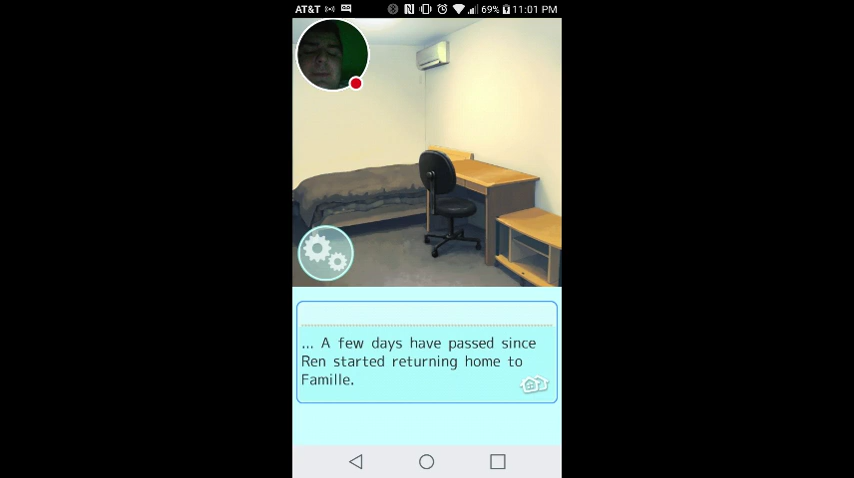 AT&T 69% 11:01 PM
... A few days have passed since
Ren started returning home to
Famille.